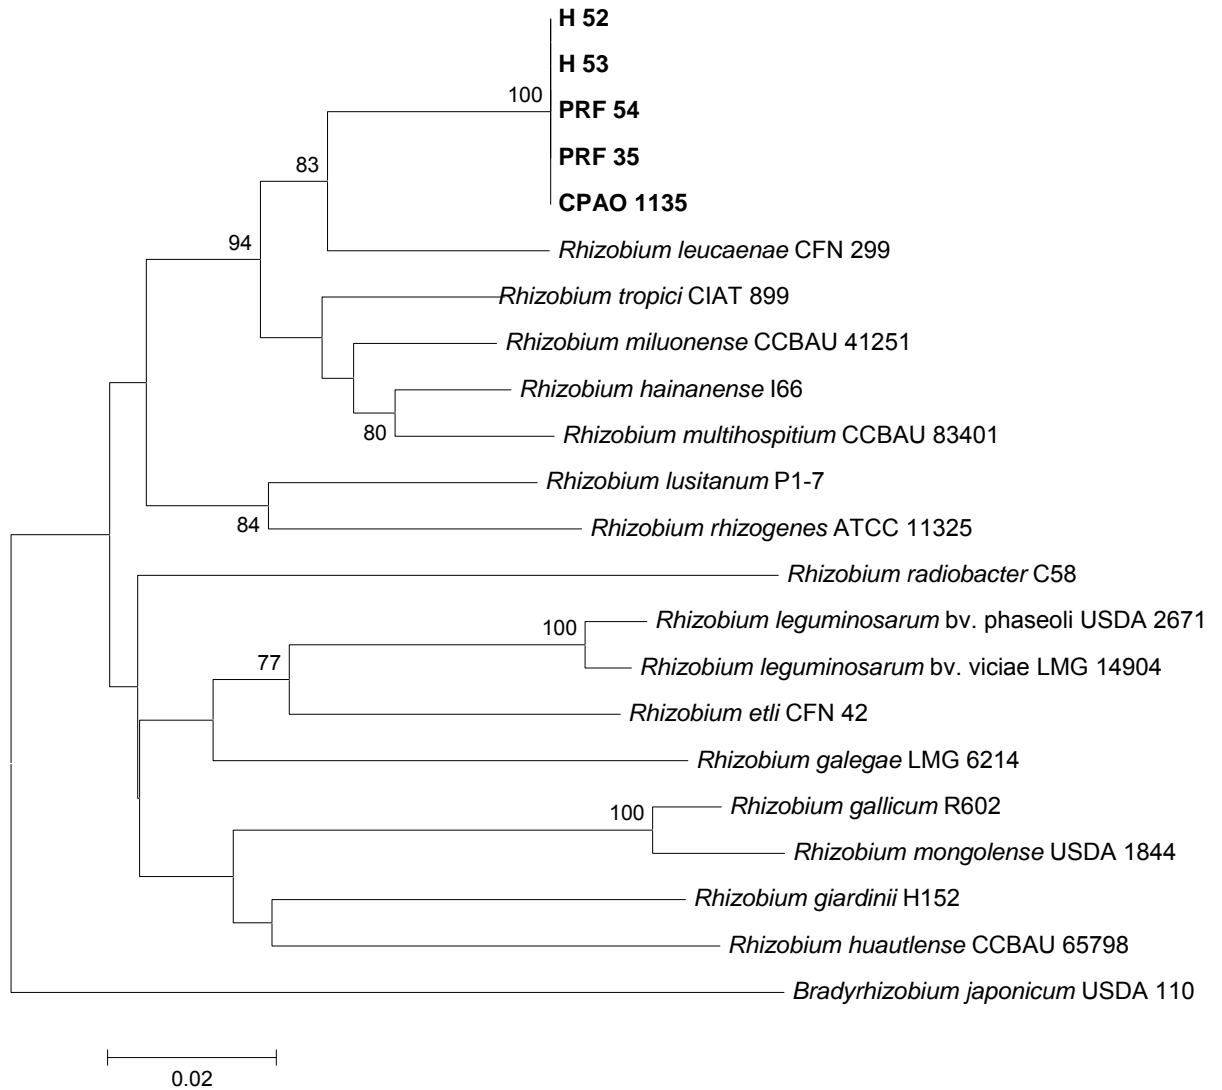 H 52
H 53
100
PRF 54
PRF 35
83
CPAO 1135
94
Rhizobium leucaenae CFN 299
Rhizobium tropici CIAT 899
Rhizobium miluonense CCBAU 41251
Rhizobium hainanense I66
80
Rhizobium multihospitium CCBAU 83401
Rhizobium lusitanum P1-7
84
Rhizobium rhizogenes ATCC 11325
Rhizobium radiobacter C58
100
Rhizobium leguminosarum bv. phaseoli USDA 2671
77
Rhizobium leguminosarum bv. viciae LMG 14904
Rhizobium etli CFN 42
Rhizobium galegae LMG 6214
100
Rhizobium gallicum R602
Rhizobium mongolense USDA 1844
Rhizobium giardinii H152
Rhizobium huautlense CCBAU 65798
Bradyrhizobium japonicum USDA 110
0.02